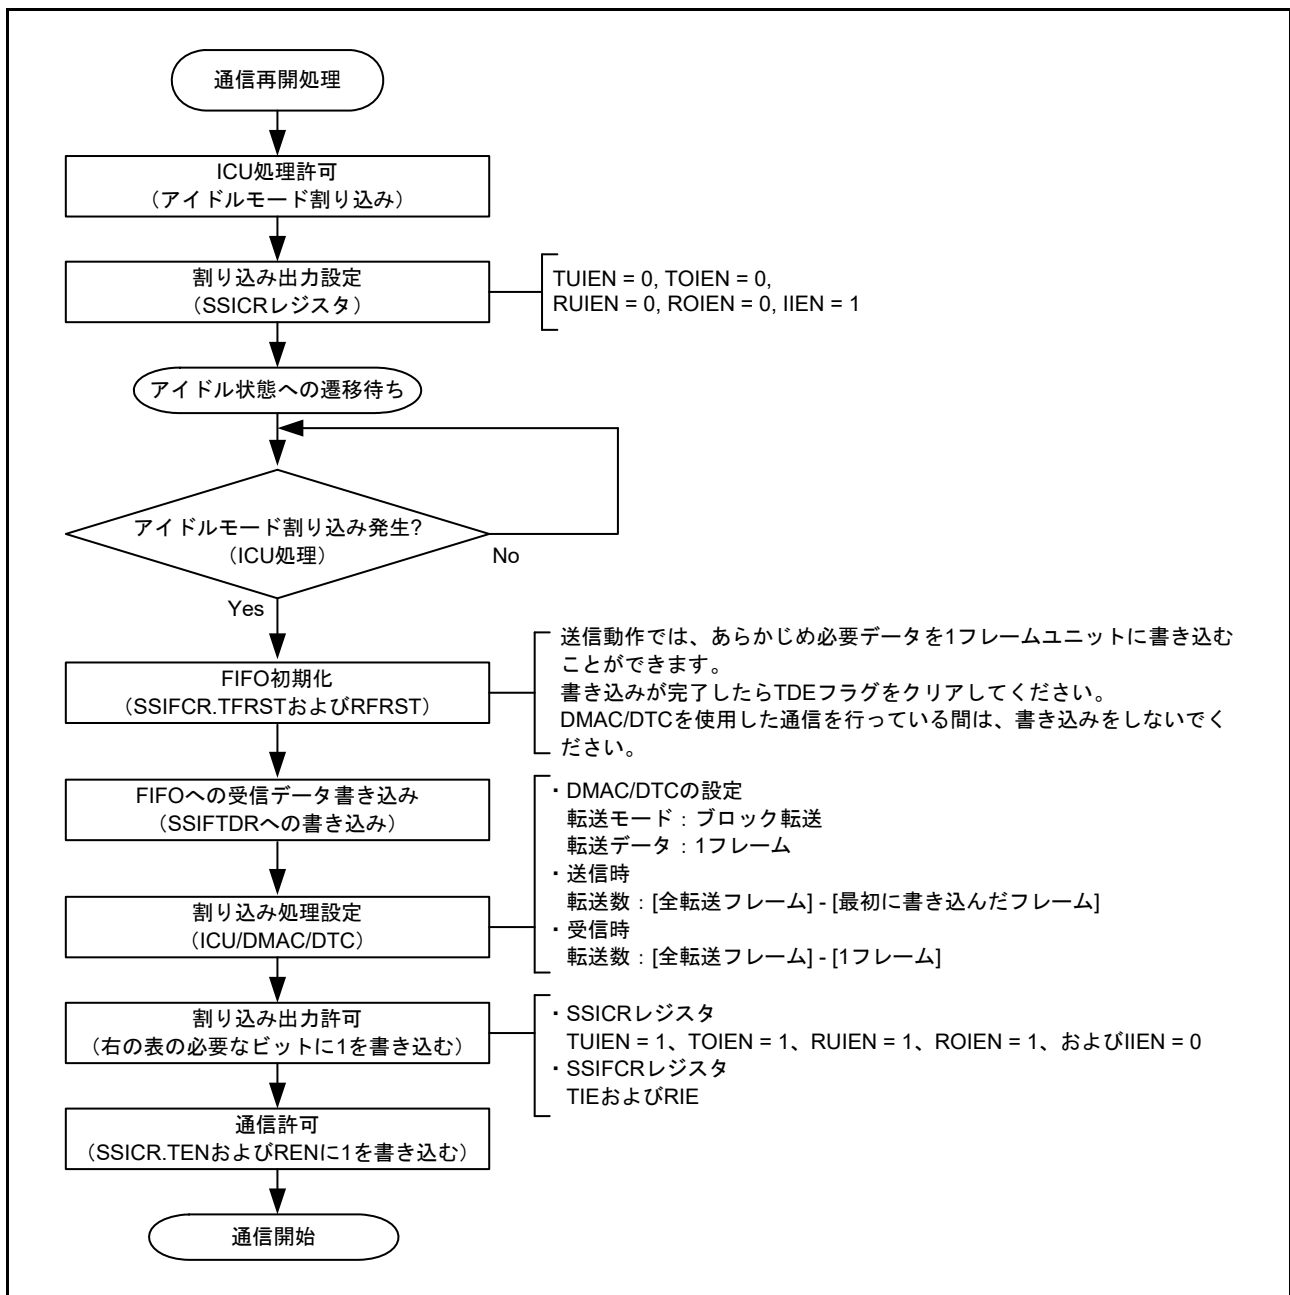 通信再開処理
ICU処理許可
（アイドルモード割り込み）
割り込み出力設定
（SSICRレジスタ）
TUIEN = 0, TOIEN = 0,
RUIEN = 0, ROIEN = 0, IIEN = 1
アイドル状態への遷移待ち
アイドルモード割り込み発生?
（ICU処理）
No
Yes
FIFO初期化
（SSIFCR.TFRSTおよびRFRST）
送信動作では、あらかじめ必要データを1フレームユニットに書き込む
ことができます。
書き込みが完了したらTDEフラグをクリアしてください。
DMAC/DTCを使用した通信を行っている間は、書き込みをしないでく
ださい。
FIFOへの受信データ書き込み
（SSIFTDRへの書き込み）
割り込み処理設定
（ICU/DMAC/DTC）
・DMAC/DTCの設定
転送モード：ブロック転送
転送データ：1フレーム
・送信時
転送数：[全転送フレーム] - [最初に書き込んだフレーム]
・受信時
転送数：[全転送フレーム] - [1フレーム]
割り込み出力許可
（右の表の必要なビットに1を書き込む）
・SSICRレジスタ
TUIEN = 1、TOIEN = 1、RUIEN = 1、ROIEN = 1、およびIIEN = 0
・SSIFCRレジスタ
TIEおよびRIE
通信許可
（SSICR.TENおよびRENに1を書き込む）
通信開始